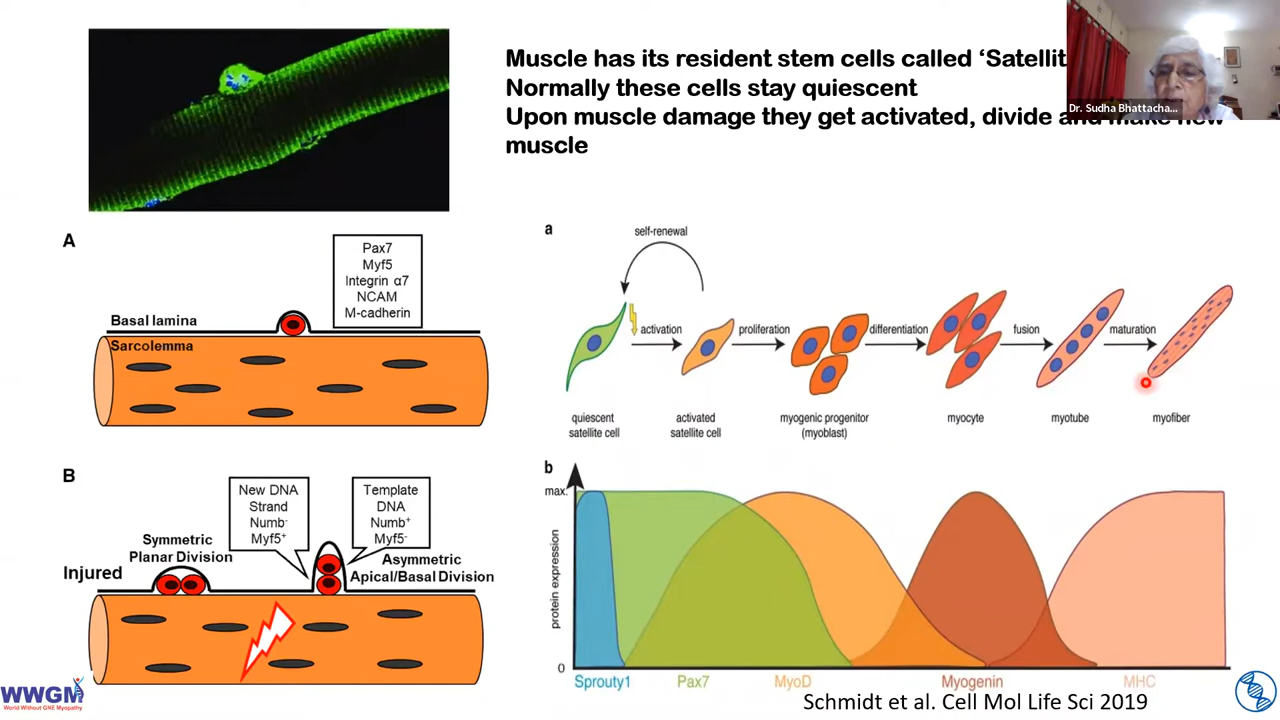 Muscle has its resident stem cells called ‘Satellit
Normally these cells stay quiescent
Upon muscle damage they get activated, divide and make new
muscle
Dr. Sudha Bhattacha...
A
Pax7
Myf5
Integrin α7
NCAM
M-cadherin
Basal lamina
Sarcolemma
B
New DNA
Strand
Numb-
Myf5+
Template
DNA
Numb+
Myf5-
Symmetric
Planar Division
Asymmetric
Apical/Basal Division
Injured
a
self-renewal
activation
proliferation
differentiation
fusion
maturation
quiescent
satellite cell
activated
satellite cell
myogenic progenitor
(myoblast)
myocyte
myotube
myofiber
b
max.
protein expression
0
Sprouty1
Pax7
MyoD
Myogenin
MHC
Schmidt et al. Cell Mol Life Sci 2019
WWGM
World Without GNE Myopathy